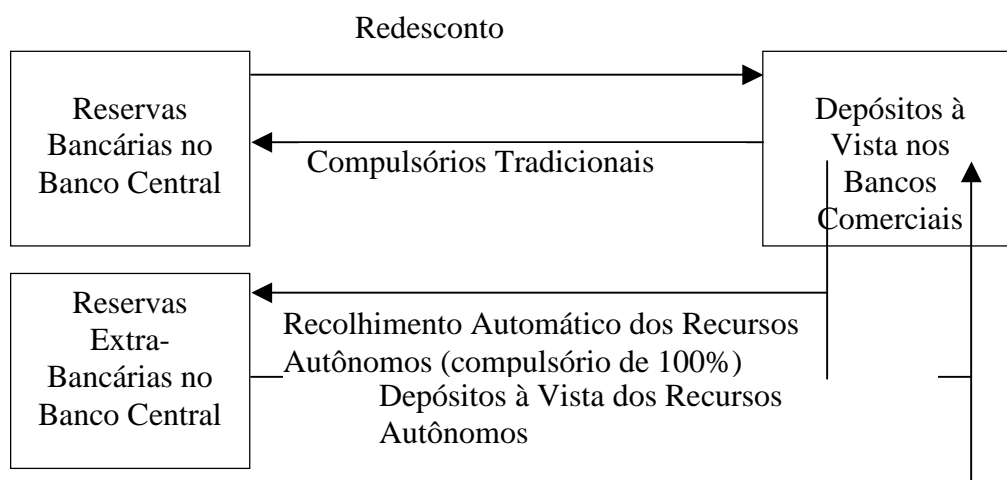 Redesconto
Reservas
Bancárias no
Banco Central
Depósitos à
Vista nos
Bancos
Comerciais
Compulsórios Tradicionais
Reservas
Extra-
Bancárias no
Banco Central
Recolhimento Automático dos Recursos
Autônomos (compulsório de 100%)
Depósitos à Vista dos Recursos
Autônomos